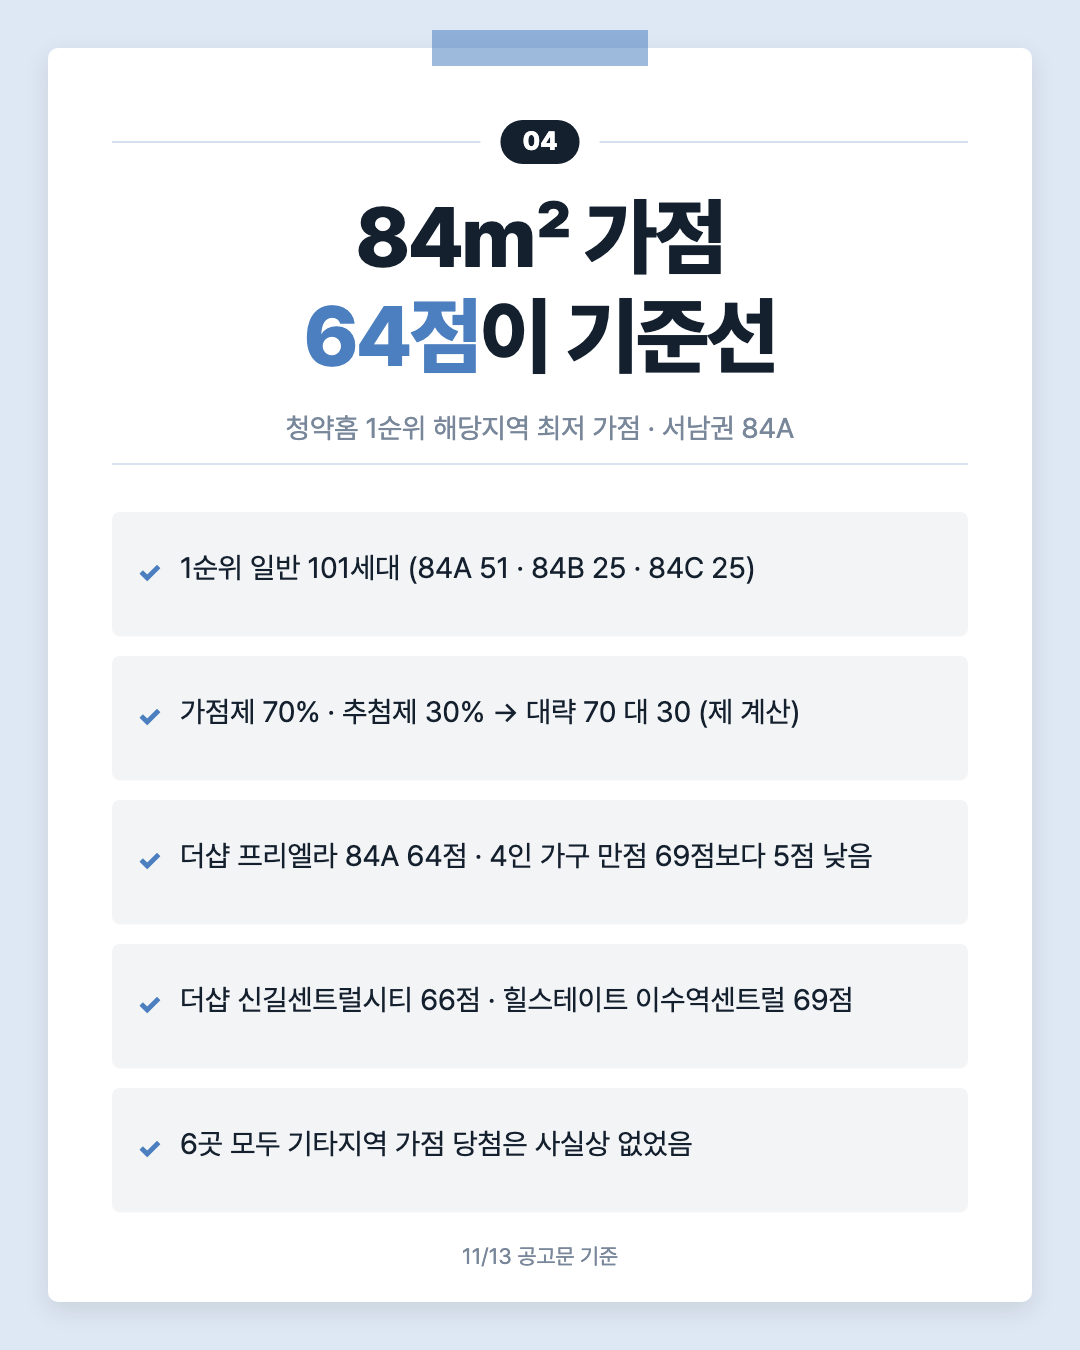 04
84m² 가점
64점이 기준선
청약홈 1순위 해당지역 최저 가점 · 서남권 84A
1순위 일반 101세대 (84A 51 · 84B 25 · 84C 25)
가점제 70% · 추첨제 30% → 대략 70 대 30 (제 계산)
더샵 프리엘라 84A 64점 · 4인 가구 만점 69점보다 5점 낮음
더샵 신길센트럴시티 66점 · 힐스테이트 이수역센트럴 69점
6곳 모두 기타지역 가점 당첨은 사실상 없었음
11/13 공고문 기준